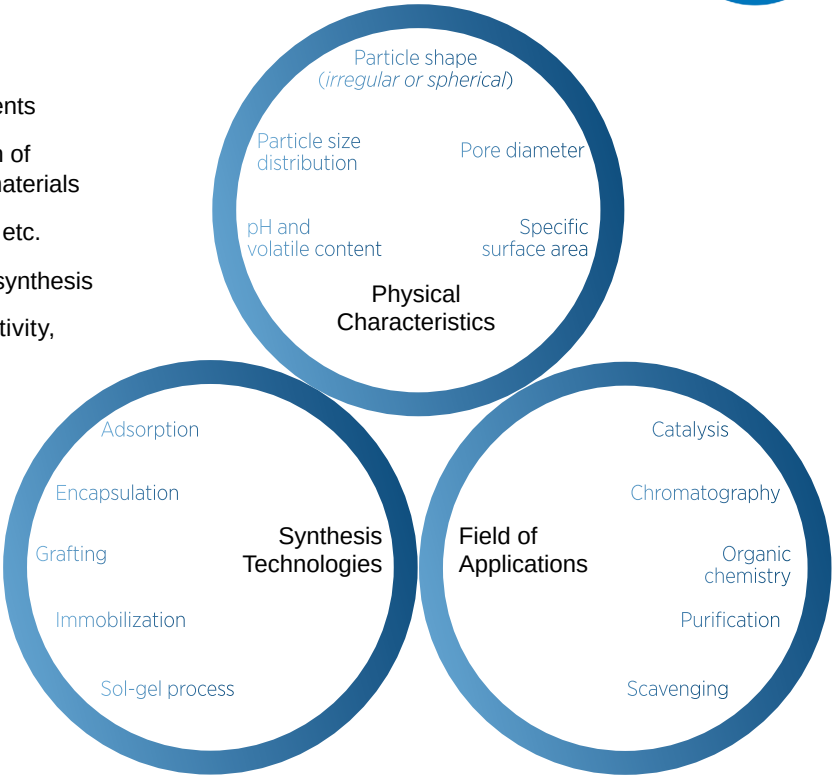 ents
n of
naterials
etc.
synthesis
tivity,
Particle shape
(irregular or spherical)
Particle size
distribution
Pore diameter
pH and
volatile content
Specific
surface area
Physical
Characteristics
Adsorption
Encapsulation
Grafting
Immobilization
Sol-gel process
Synthesis
Technologies
Field of
Applications
Catalysis
Chromatography
Organic
chemistry
Purification
Scavenging